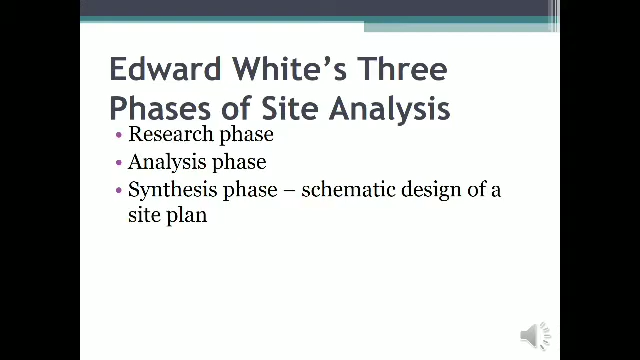 Edward White's Three
Phases of Site Analysis
• Research phase
• Analysis phase
• Synthesis phase – schematic design of a
site plan